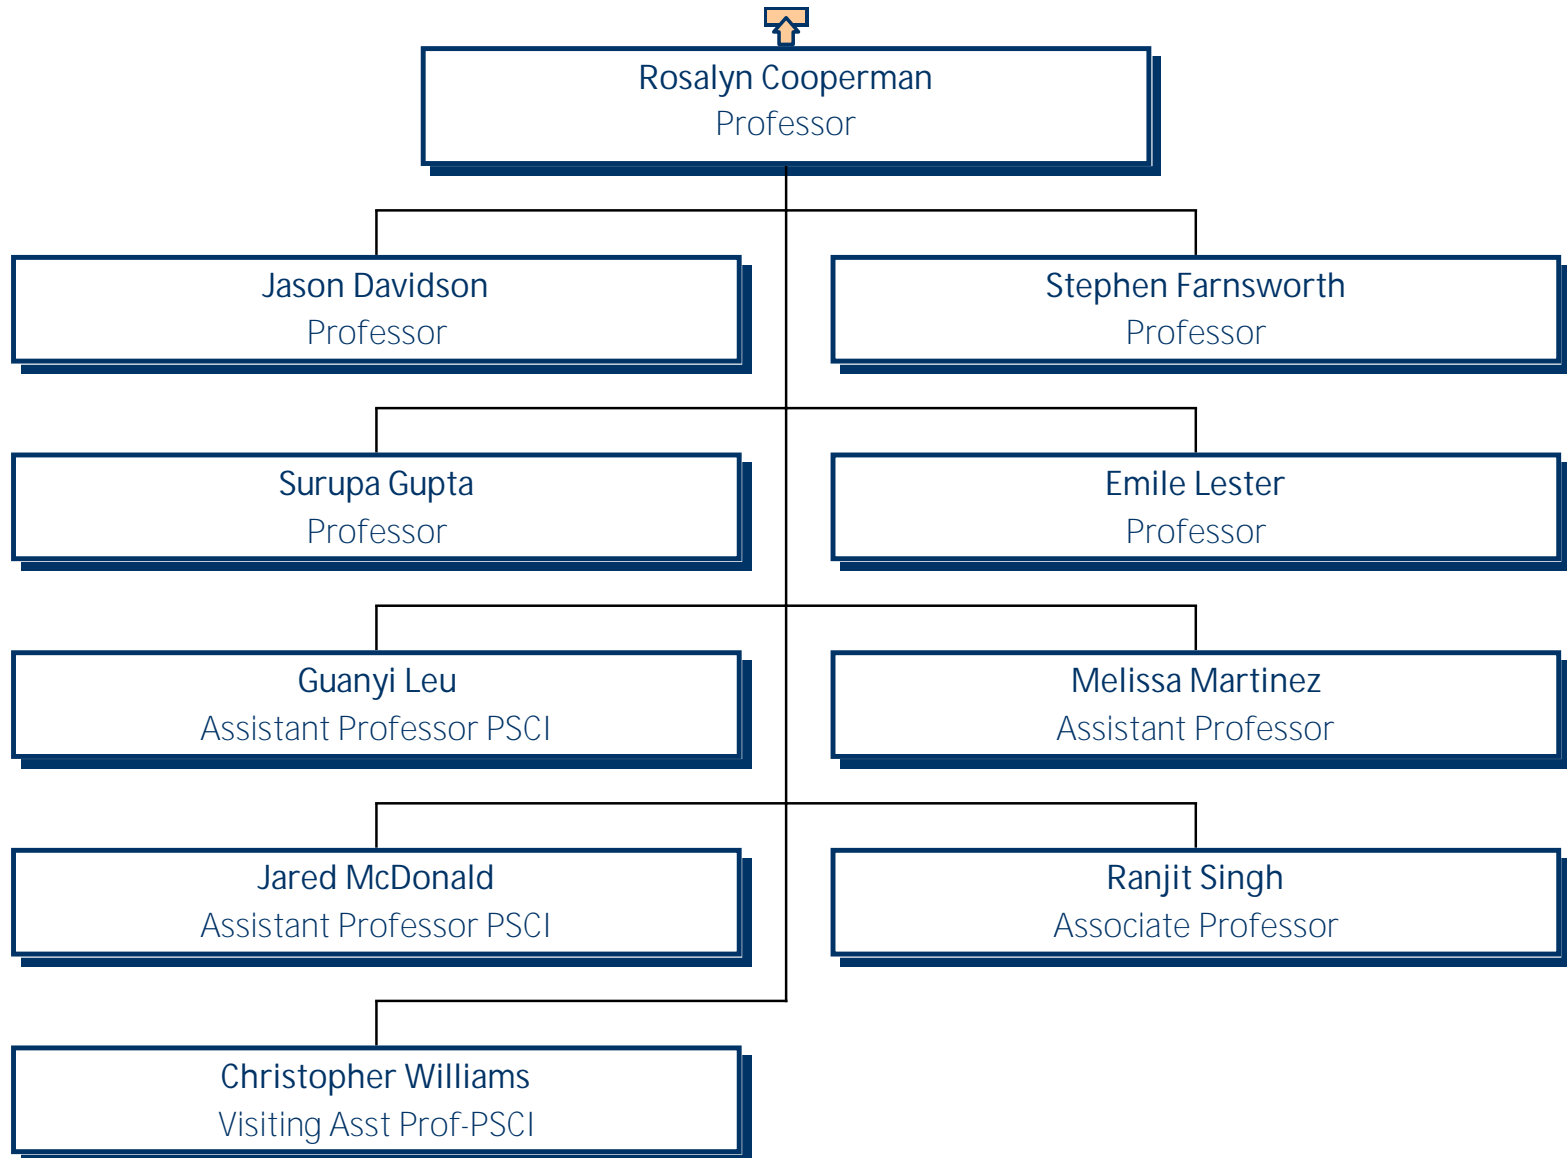 Rosalyn Cooperman
Professor
Jason Davidson
Professor
Stephen Farnsworth
Professor
Surupa Gupta
Professor
Emile Lester
Professor
Guanyi Leu
Assistant Professor PSCI
Melissa Martinez
Assistant Professor
Jared McDonald
Assistant Professor PSCI
Ranjit Singh
Associate Professor
Christopher Williams
Visiting Asst Prof-PSCI